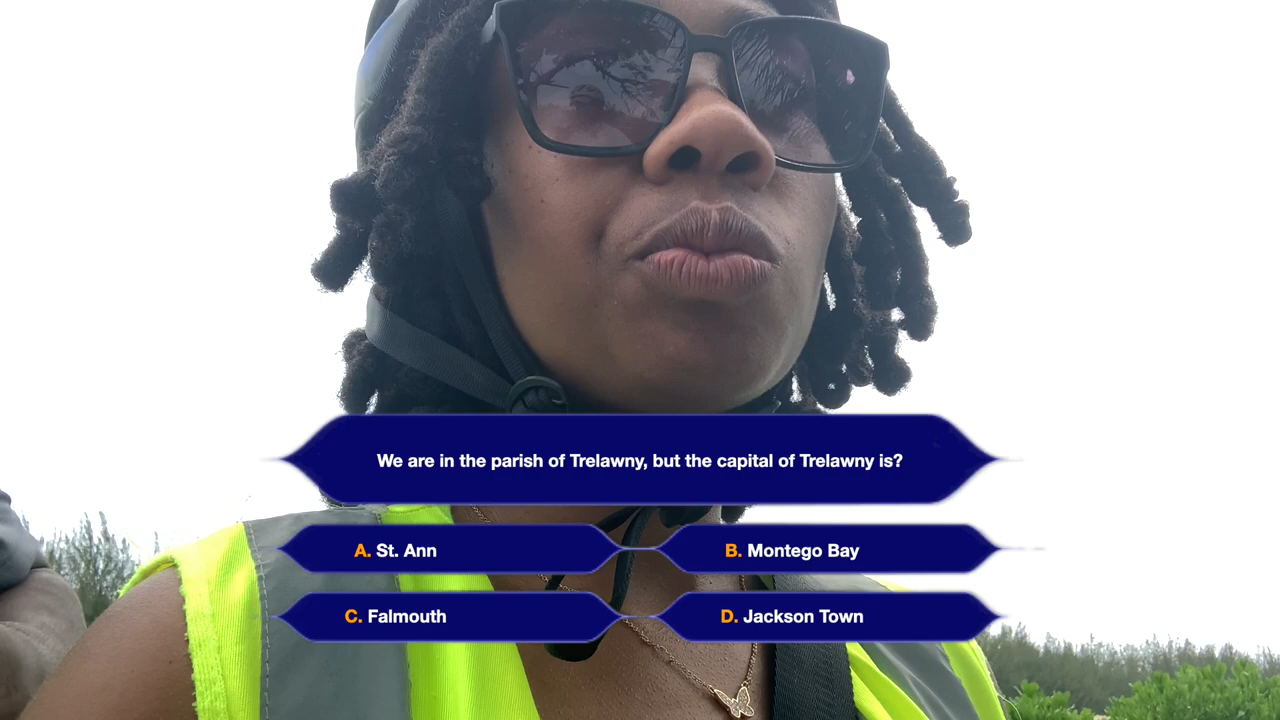 We are in the parish of Trelawny, but the capital of Trelawny is?
A. St. Ann
B. Montego Bay
C. Falmouth
D. Jackson Town